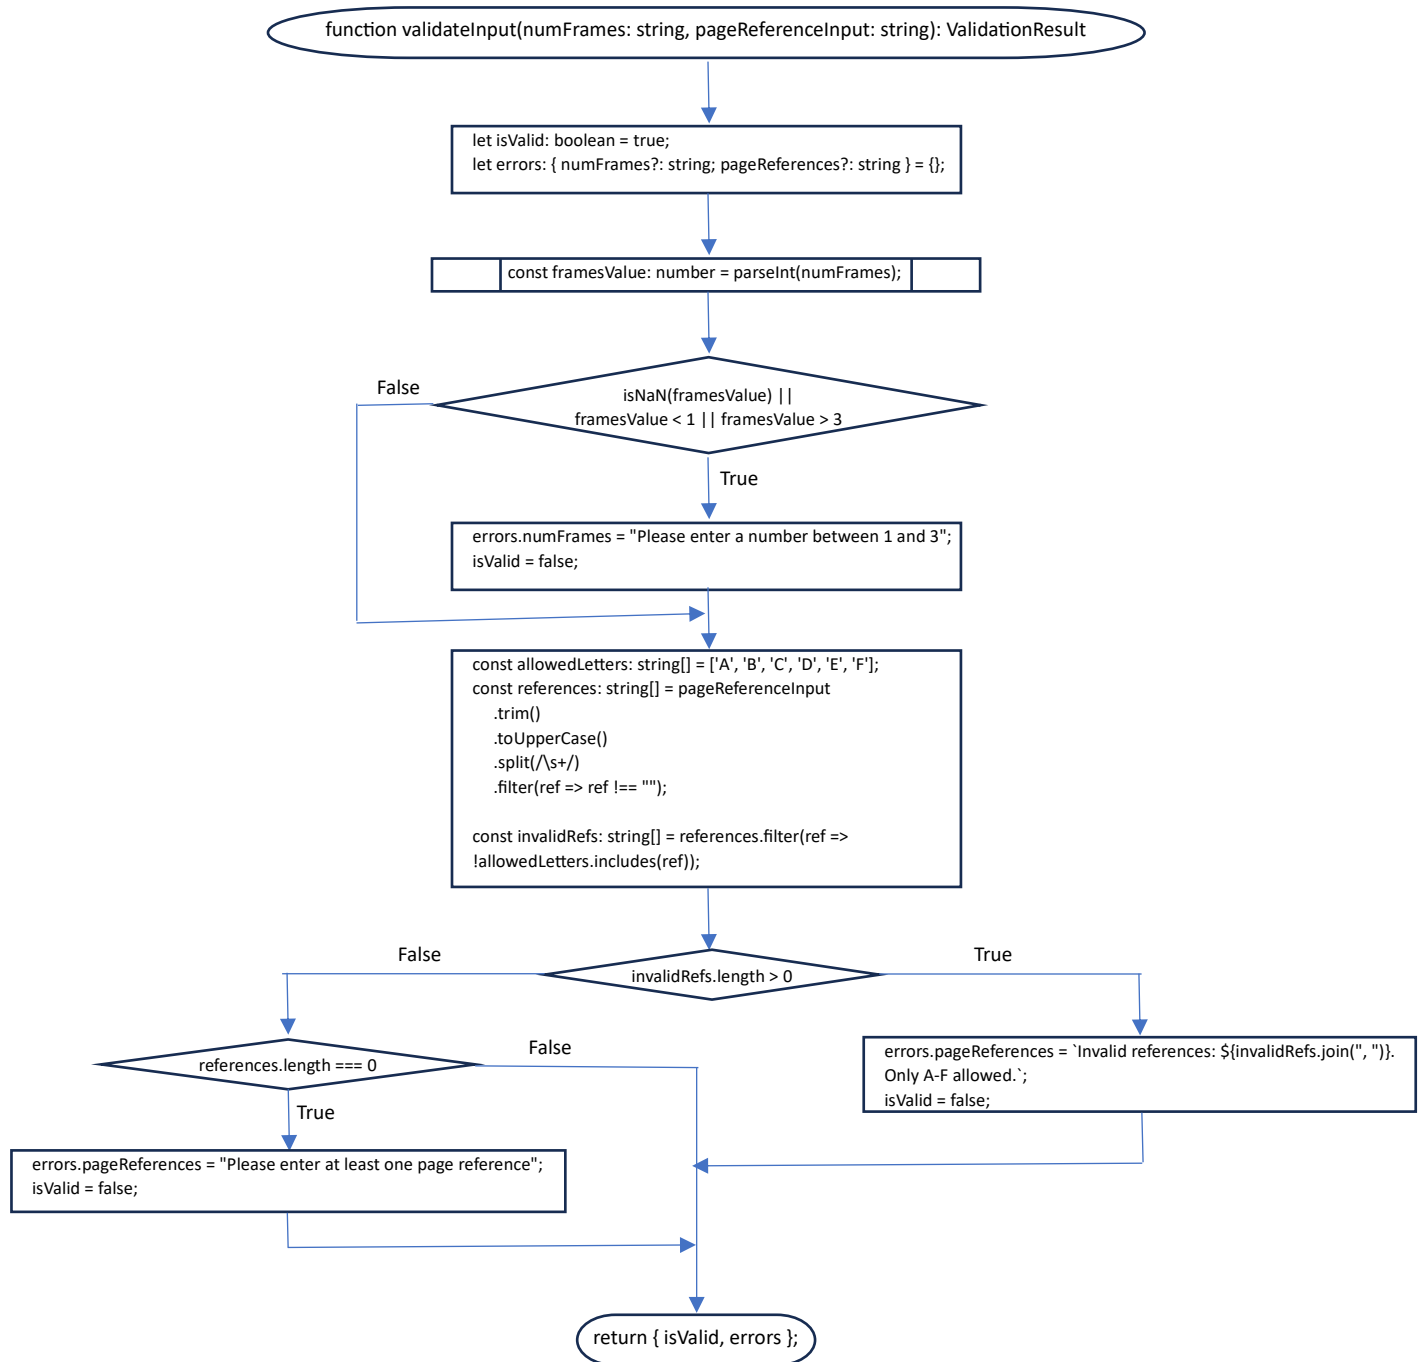 function validateInput(numFrames: string, pageReferenceInput: string): ValidationResult
let isValid: boolean = true;
let errors: { numFrames?: string; pageReferences?: string } = {};
const framesValue: number = parseInt(numFrames);
isNaN(framesValue) ||
framesValue < 1 || framesValue > 3
False
True
errors.numFrames = "Please enter a number between 1 and 3";
isValid = false;
const allowedLetters: string[] = ['A', 'B', 'C', 'D', 'E', 'F'];
const references: string[] = pageReferenceInput
.trim()
.toUpperCase()
.split(/\s+/)
.filter(ref => ref !== "");
const invalidRefs: string[] = references.filter(ref =>
!allowedLetters.includes(ref));
invalidRefs.length > 0
False
True
references.length === 0
False
True
errors.pageReferences = `Invalid references: ${invalidRefs.join(", ")}.
Only A-F allowed.`;
isValid = false;
errors.pageReferences = "Please enter at least one page reference";
isValid = false;
return { isValid, errors };